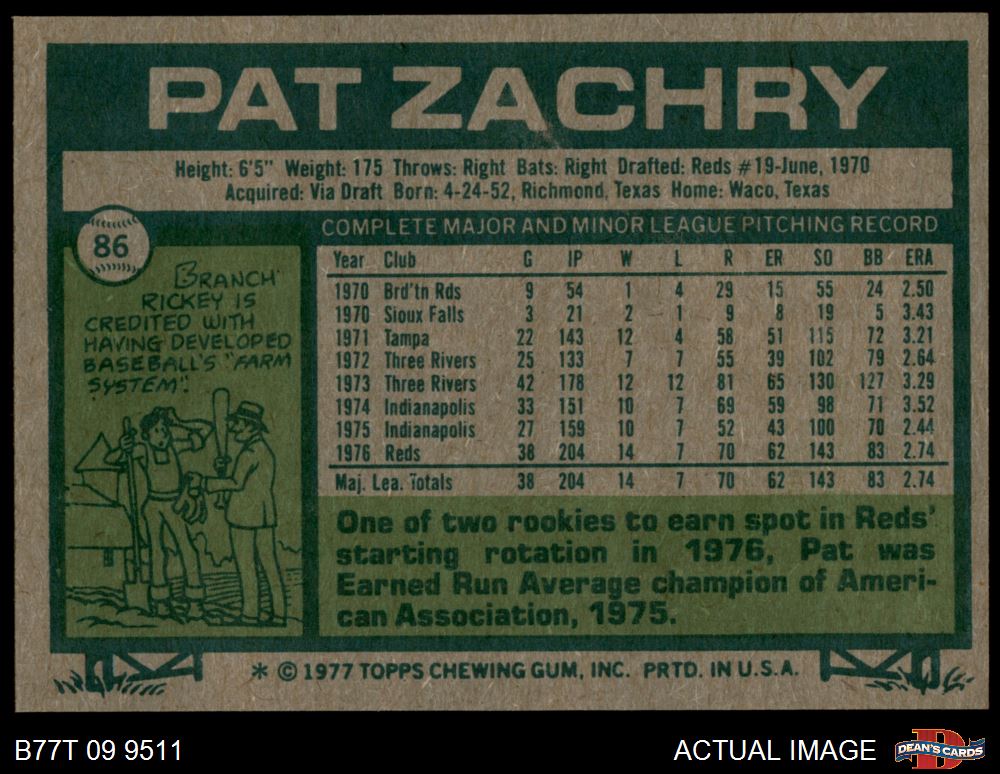 PAT ZACHRY
Height: 6'5" Weight: 175 Throws: Right Bats: Right Drafted: Reds #19-June, 1970
Acquired: Via Draft Born: 4-24-52, Richmond, Texas Home: Waco, Texas
86
BRANCH
RICKEY IS
CREDITED WITH
HAVING DEVELOPED
BASEBALL'S "FARM
SYSTEM".
COMPLETE MAJOR AND MINOR LEAGUE PITCHING RECORD
Year Club G IP W L R ER SO BB ERA
1970 Brd'tn Rds 9 54 1 4 29 15 55 24 2.50
1970 Sioux Falls 3 21 2 1 9 8 19 5 3.43
1971 Tampa 22 143 12 4 58 51 115 72 3.21
1972 Three Rivers 25 133 7 7 55 39 102 79 2.64
1973 Three Rivers 42 178 12 12 81 65 130 127 3.29
1974 Indianapolis 33 151 10 7 69 59 98 71 3.52
1975 Indianapolis 27 159 10 7 52 43 100 70 2.44
1976 Reds 38 204 14 7 70 62 143 83 2.74
Maj. Lea. Totals 38 204 14 7 70 62 143 83 2.74
One of two rookies to earn spot in Reds'
starting rotation in 1976, Pat was
Earned Run Average champion of Ameri-
can Association, 1975.
* © 1977 TOPPS CHEWING GUM, INC. PRTD. IN U.S.A.
B77T 09 9511
ACTUAL IMAGE
DEAN'S CARDS